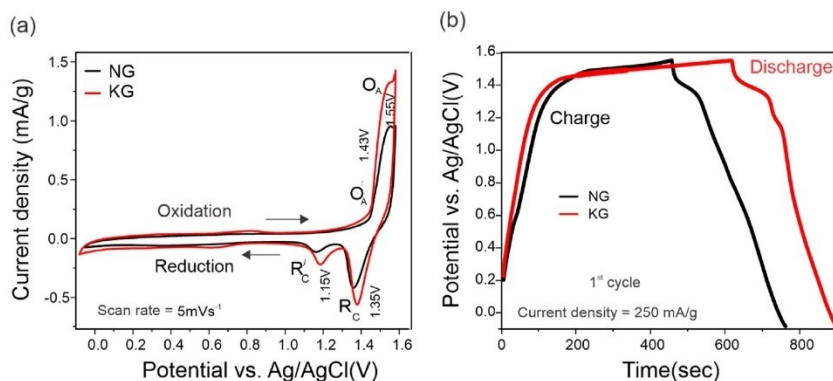 (a)
1.5
1.0
0.5
0.0
-0.5
Current density (mA/g)
NG
KG
O_A
1.55V
1.43V
O_A'
Oxidation
Reduction
R_C'
1.15V
R_C
1.35V
Scan rate = 5mVs⁻¹
0.0 0.2 0.4 0.6 0.8 1.0 1.2 1.4 1.6
Potential vs. Ag/AgCl(V)
(b)
1.6
1.4
1.2
1.0
0.8
0.6
0.4
0.2
0.0
Potential vs. Ag/AgCl(V)
Discharge
Charge
NG
KG
1ˢᵗ cycle
Current density = 250 mA/g
0 200 400 600 800
Time(sec)